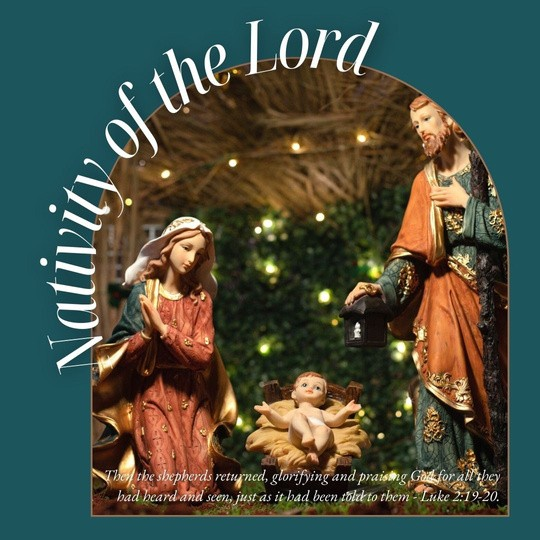 Nativity of the Lord
Then the shepherds returned, glorifying and praising God for all they
had heard and seen, just as it had been told to them - Luke 2:19-20.